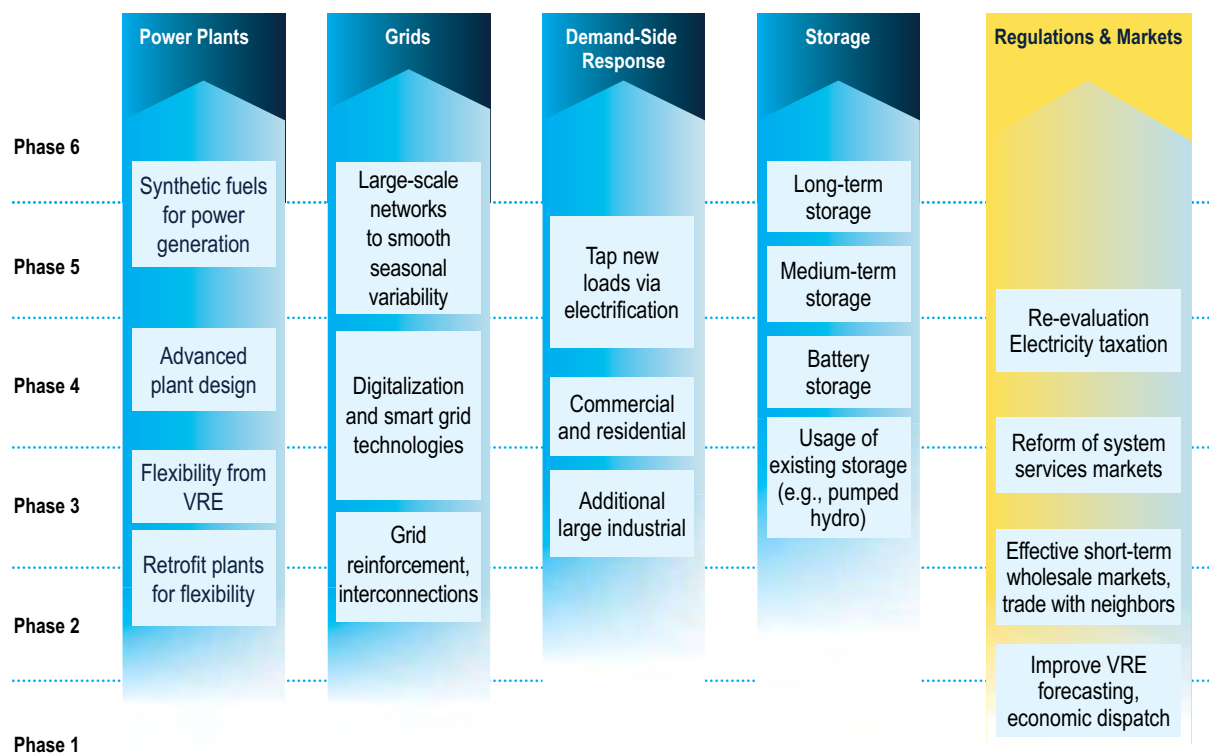 Power Plants
Grids
Demand-Side
Response
Storage
Regulations & Markets
Phase 6
Synthetic fuels
for power
generation
Large-scale
networks
to smooth
seasonal
variability
Long-term
storage
Phase 5
Tap new
loads via
electrification
Medium-term
storage
Re-evaluation
Electricity taxation
Phase 4
Advanced
plant design
Digitalization
and smart grid
technologies
Commercial
and residential
Battery
storage
Reform of system
services markets
Phase 3
Flexibility from
VRE
Additional
large industrial
Usage of
existing storage
(e.g., pumped
hydro)
Retrofit plants
for flexibility
Grid
reinforcement,
interconnections
Effective short-term
wholesale markets,
trade with neighbors
Phase 2
Improve VRE
forecasting,
economic dispatch
Phase 1